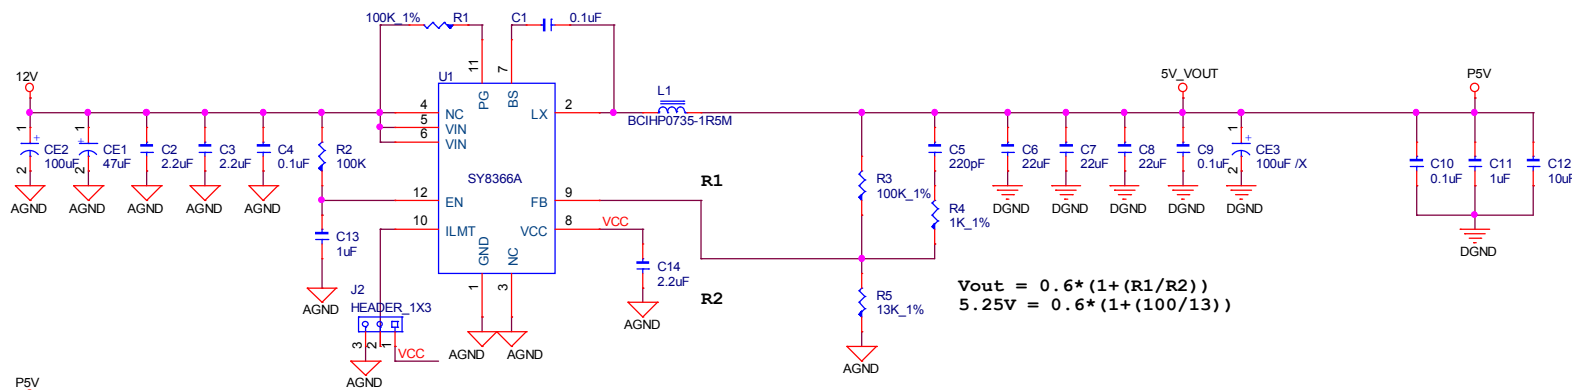 100K_1%
R1
C1
0.1uF
11
7
12V
U1
PG
BS
5V_VOUT
P5V
L1
4
NC
LX
2
BCIHP0735-1R5M
5
VIN
6
VIN
1
CE2
100uF
2
1
CE1
47uF
2
C2
2.2uF
C3
2.2uF
C4
0.1uF
R2
100K
C5
220pF
C6
22uF
C7
22uF
C8
22uF
C9
0.1uF
1
CE3
100uF /X
2
C10
0.1uF
C11
1uF
C12
10uF
SY8366A
R1
R3
100K_1%
AGND
AGND
AGND
AGND
AGND
12
EN
FB
9
R4
1K_1%
DGND
DGND
DGND
DGND
DGND
10
ILMT
VCC
8
VCC
C13
1uF
GND
NC
DGND
C14
2.2uF
J2
1
3
R2
R5
13K_1%
Vout = 0.6*(1+(R1/R2))
5.25V = 0.6*(1+(100/13))
AGND
HEADER_1X3
AGND
3
2
1
VCC
AGND
AGND
AGND
AGND
P5V